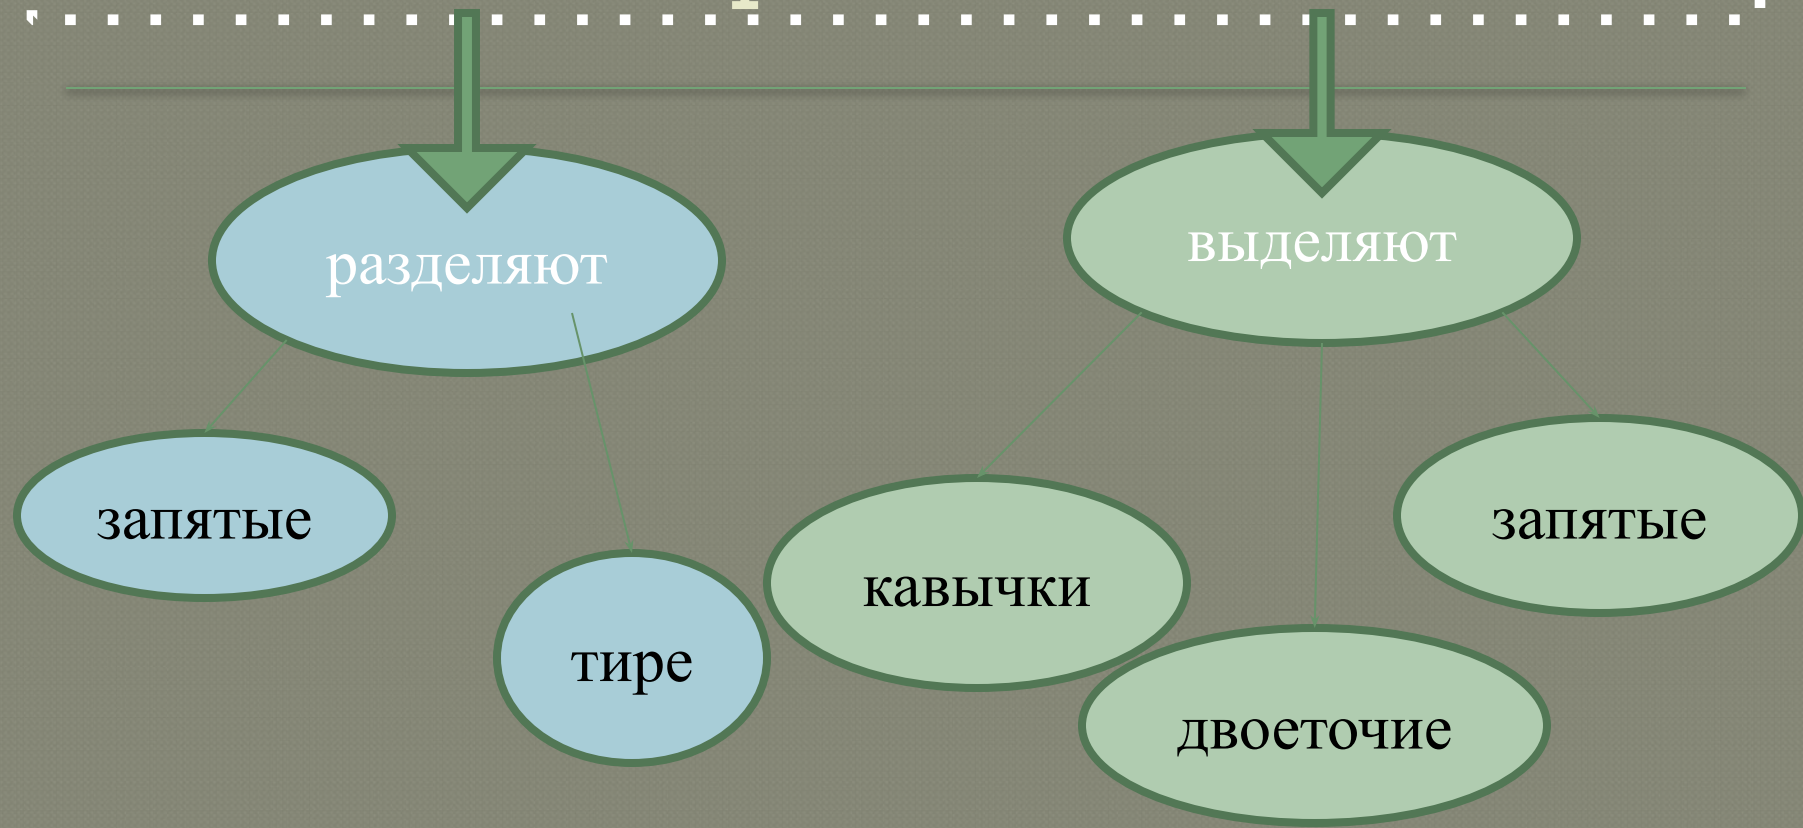 разделяют
выделяют
запятые
тире
кавычки
двоеточие
запятые